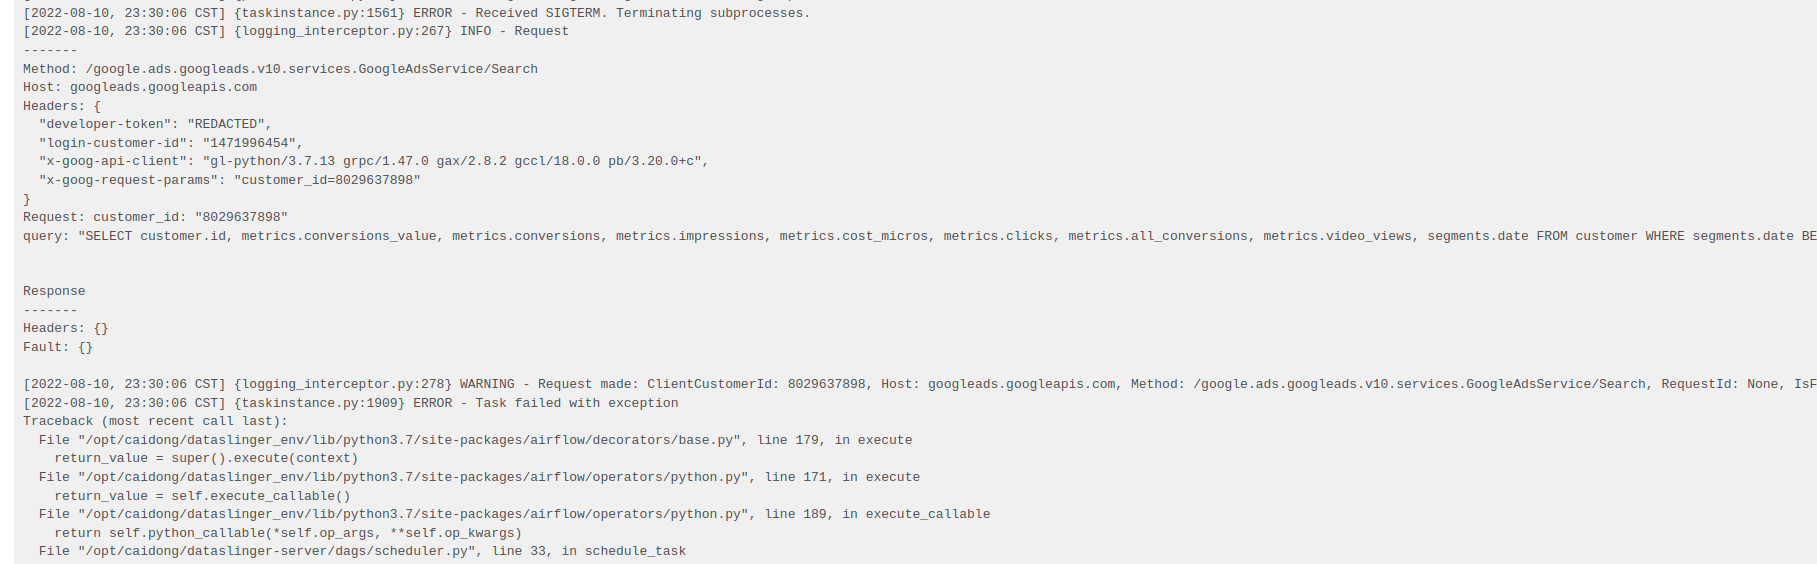 [2022-08-10, 23:30:06 CST] {taskinstance.py:1561} ERROR - Received SIGTERM. Terminating subprocesses.
[2022-08-10, 23:30:06 CST] {logging_interceptor.py:267} INFO - Request
-------
Method: /google.ads.googleads.v10.services.GoogleAdsService/Search
Host: googleads.googleapis.com
Headers: {
  "developer-token": "REDACTED",
  "login-customer-id": "1471996454",
  "x-goog-api-client": "gl-python/3.7.13 grpc/1.47.0 gax/2.8.2 gccl/18.0.0 pb/3.20.0+c",
  "x-goog-request-params": "customer_id=8029637898"
}
Request: customer_id: "8029637898"
query: "SELECT customer.id, metrics.conversions_value, metrics.conversions, metrics.impressions, metrics.cost_micros, metrics.clicks, metrics.all_conversions, metrics.video_views, segments.date FROM customer WHERE segments.date BE
Response
-------
Headers: {}
Fault: {}
[2022-08-10, 23:30:06 CST] {logging_interceptor.py:278} WARNING - Request made: ClientCustomerId: 8029637898, Host: googleads.googleapis.com, Method: /google.ads.googleads.v10.services.GoogleAdsService/Search, RequestId: None, IsF
[2022-08-10, 23:30:06 CST] {taskinstance.py:1909} ERROR - Task failed with exception
Traceback (most recent call last):
  File "/opt/caidong/dataslinger_env/lib/python3.7/site-packages/airflow/decorators/base.py", line 179, in execute
    return_value = super().execute(context)
  File "/opt/caidong/dataslinger_env/lib/python3.7/site-packages/airflow/operators/python.py", line 171, in execute
    return_value = self.execute_callable()
  File "/opt/caidong/dataslinger_env/lib/python3.7/site-packages/airflow/operators/python.py", line 189, in execute_callable
    return self.python_callable(*self.op_args, **self.op_kwargs)
  File "/opt/caidong/dataslinger-server/dags/scheduler.py", line 33, in schedule_task